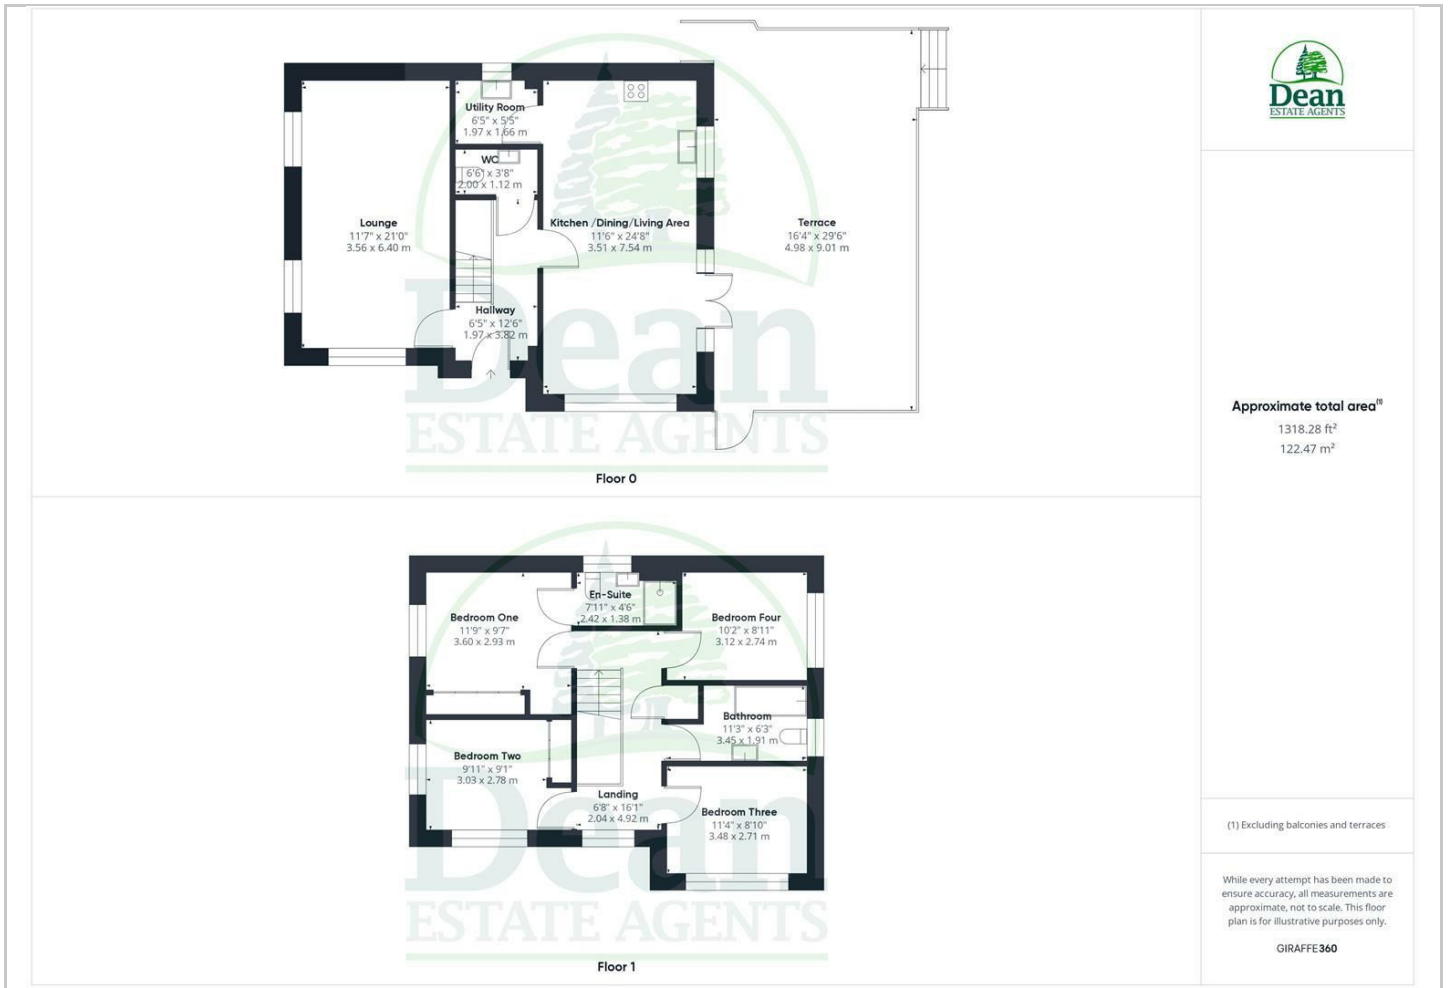 Utility Room
6'5" x 5'5"
1.97 x 1.66 m
WC
6'6" x 3'8"
2.00 x 1.12 m
Lounge
11'7" x 21'0"
3.56 x 6.40 m
Kitchen /Dining/Living Area
11'6" x 24'8"
3.51 x 7.54 m
Terrace
16'4" x 29'6"
4.98 x 9.01 m
Hallway
6'5" x 12'6"
1.97 x 3.82 m
Dean
ESTATE AGENTS
Floor 0
En-Suite
7'11" x 4'6"
2.42 x 1.38 m
Bedroom One
11'9" x 9'7"
3.60 x 2.93 m
Bedroom Four
10'2" x 8'11"
3.12 x 2.74 m
Bathroom
11'3" x 6'3"
3.45 x 1.91 m
Bedroom Two
9'11" x 9'1"
3.03 x 2.78 m
Landing
6'8" x 16'1"
2.04 x 4.92 m
Bedroom Three
11'4" x 8'10"
3.48 x 2.71 m
Dean
ESTATE AGENTS
Floor 1
Dean
ESTATE AGENTS
Approximate total area⁽¹⁾
1318.28 ft²
122.47 m²
(1) Excluding balconies and terraces
While every attempt has been made to
ensure accuracy, all measurements are
approximate, not to scale. This floor
plan is for illustrative purposes only.
GIRAFFE360